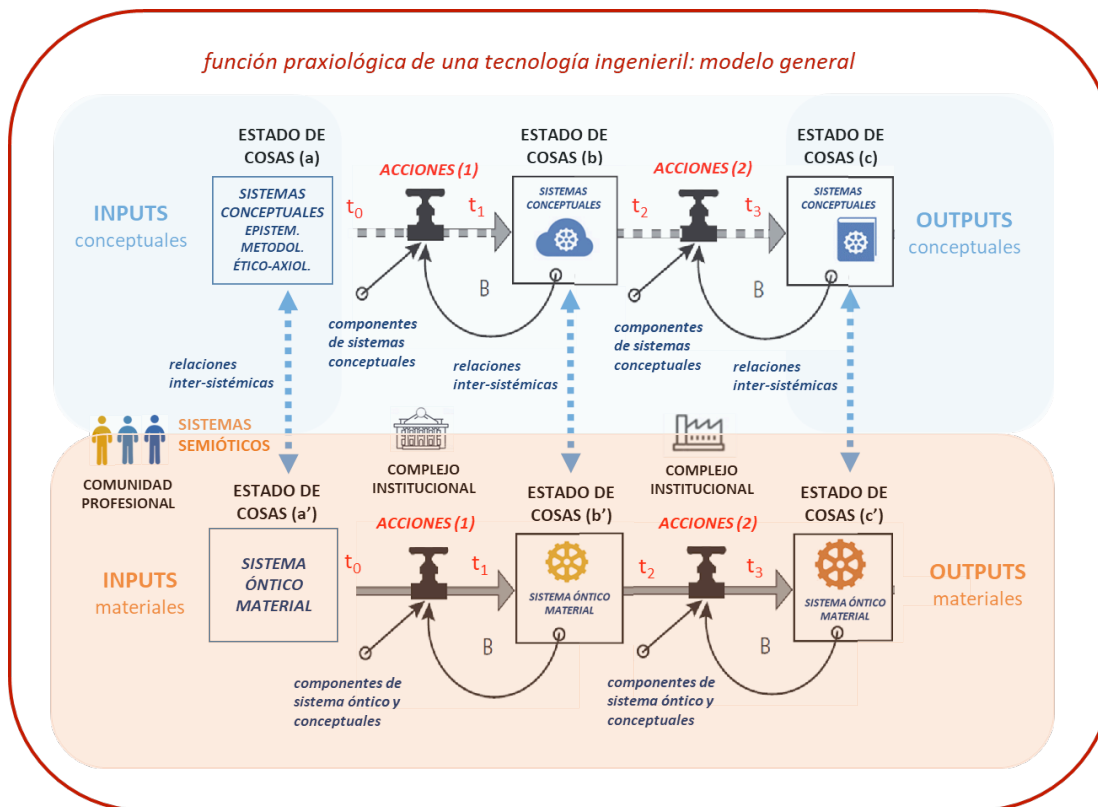 función praxiológica de una tecnología ingenieril: modelo general
ESTADO DE
COSAS (a)
ESTADO DE
COSAS (b)
ESTADO DE
COSAS (c)
ACCIONES (1)
ACCIONES (2)
INPUTS
conceptuales
SISTEMAS
CONCEPTUALES
EPISTEM.
METODOL.
ÉTICO-AXIOL.
t0
t1
SISTEMAS
CONCEPTUALES
t2
t3
SISTEMAS
CONCEPTUALES
OUTPUTS
conceptuales
B
B
componentes
de sistemas
conceptuales
componentes
de sistemas
conceptuales
relaciones
inter-sistémicas
relaciones
inter-sistémicas
relaciones
inter-sistémicas
SISTEMAS
SEMIÓTICOS
COMUNIDAD
PROFESIONAL
COMPLEJO
INSTITUCIONAL
COMPLEJO
INSTITUCIONAL
ESTADO DE
COSAS (a’)
ESTADO DE
COSAS (b’)
ESTADO DE
COSAS (c’)
ACCIONES (1)
ACCIONES (2)
INPUTS
materiales
SISTEMA
ÓNTICO
MATERIAL
t0
t1
SISTEMA ÓNTICO
MATERIAL
t2
t3
SISTEMA ÓNTICO
MATERIAL
OUTPUTS
materiales
B
B
componentes de
sistema óntico y
conceptuales
componentes de
sistema óntico y
conceptuales